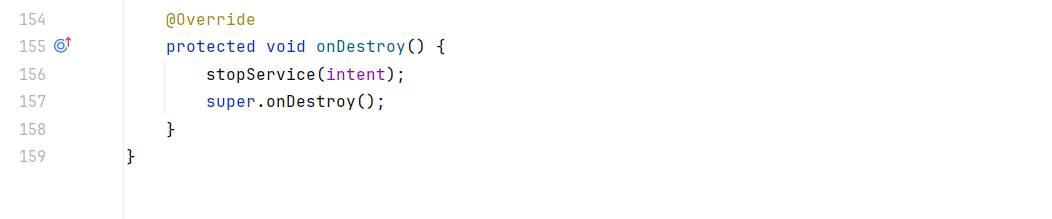 154 @Override
155 protected void onDestroy() {
156 stopService(intent);
157 super.onDestroy();
158 }
159 }